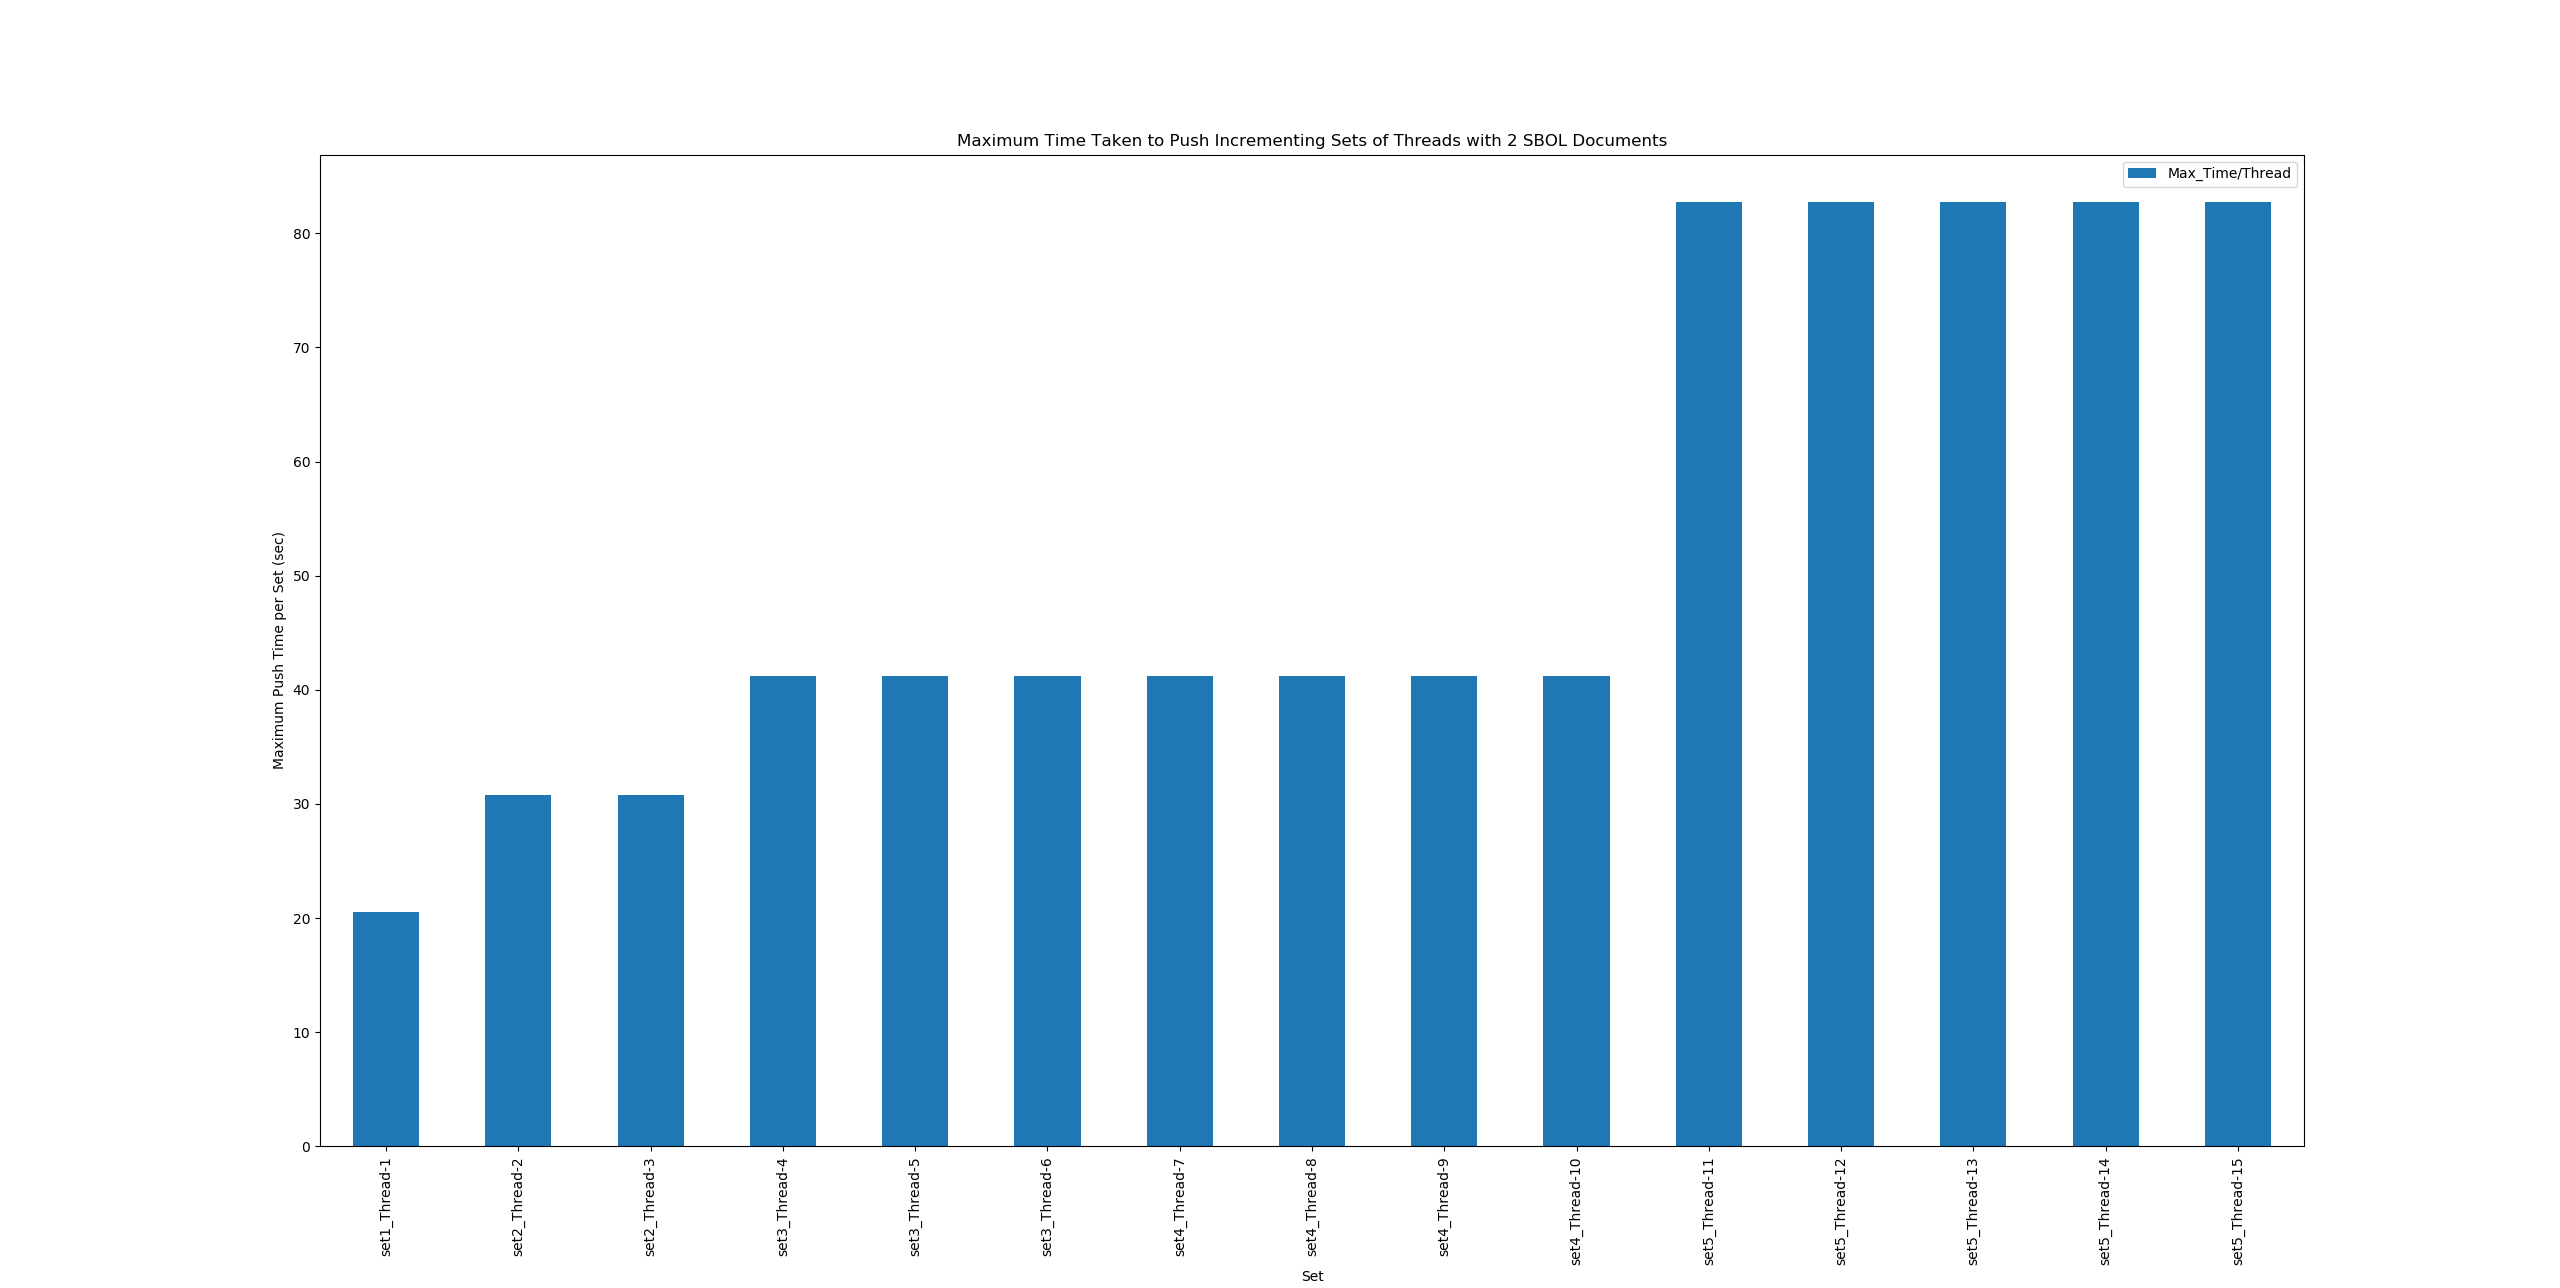 Maximum Time Taken to Push Incrementing Sets of Threads with 2 SBOL Documents
Max_Time/Thread
Maximum Push Time per Set (sec)
80
70
60
50
40
30
20
10
0
set1_Thread-1
set2_Thread-2
set2_Thread-3
set3_Thread-4
set3_Thread-5
set3_Thread-6
set4_Thread-7
set4_Thread-8
set4_Thread-9
set4_Thread-10
set5_Thread-11
set5_Thread-12
set5_Thread-13
set5_Thread-14
set5_Thread-15
Set